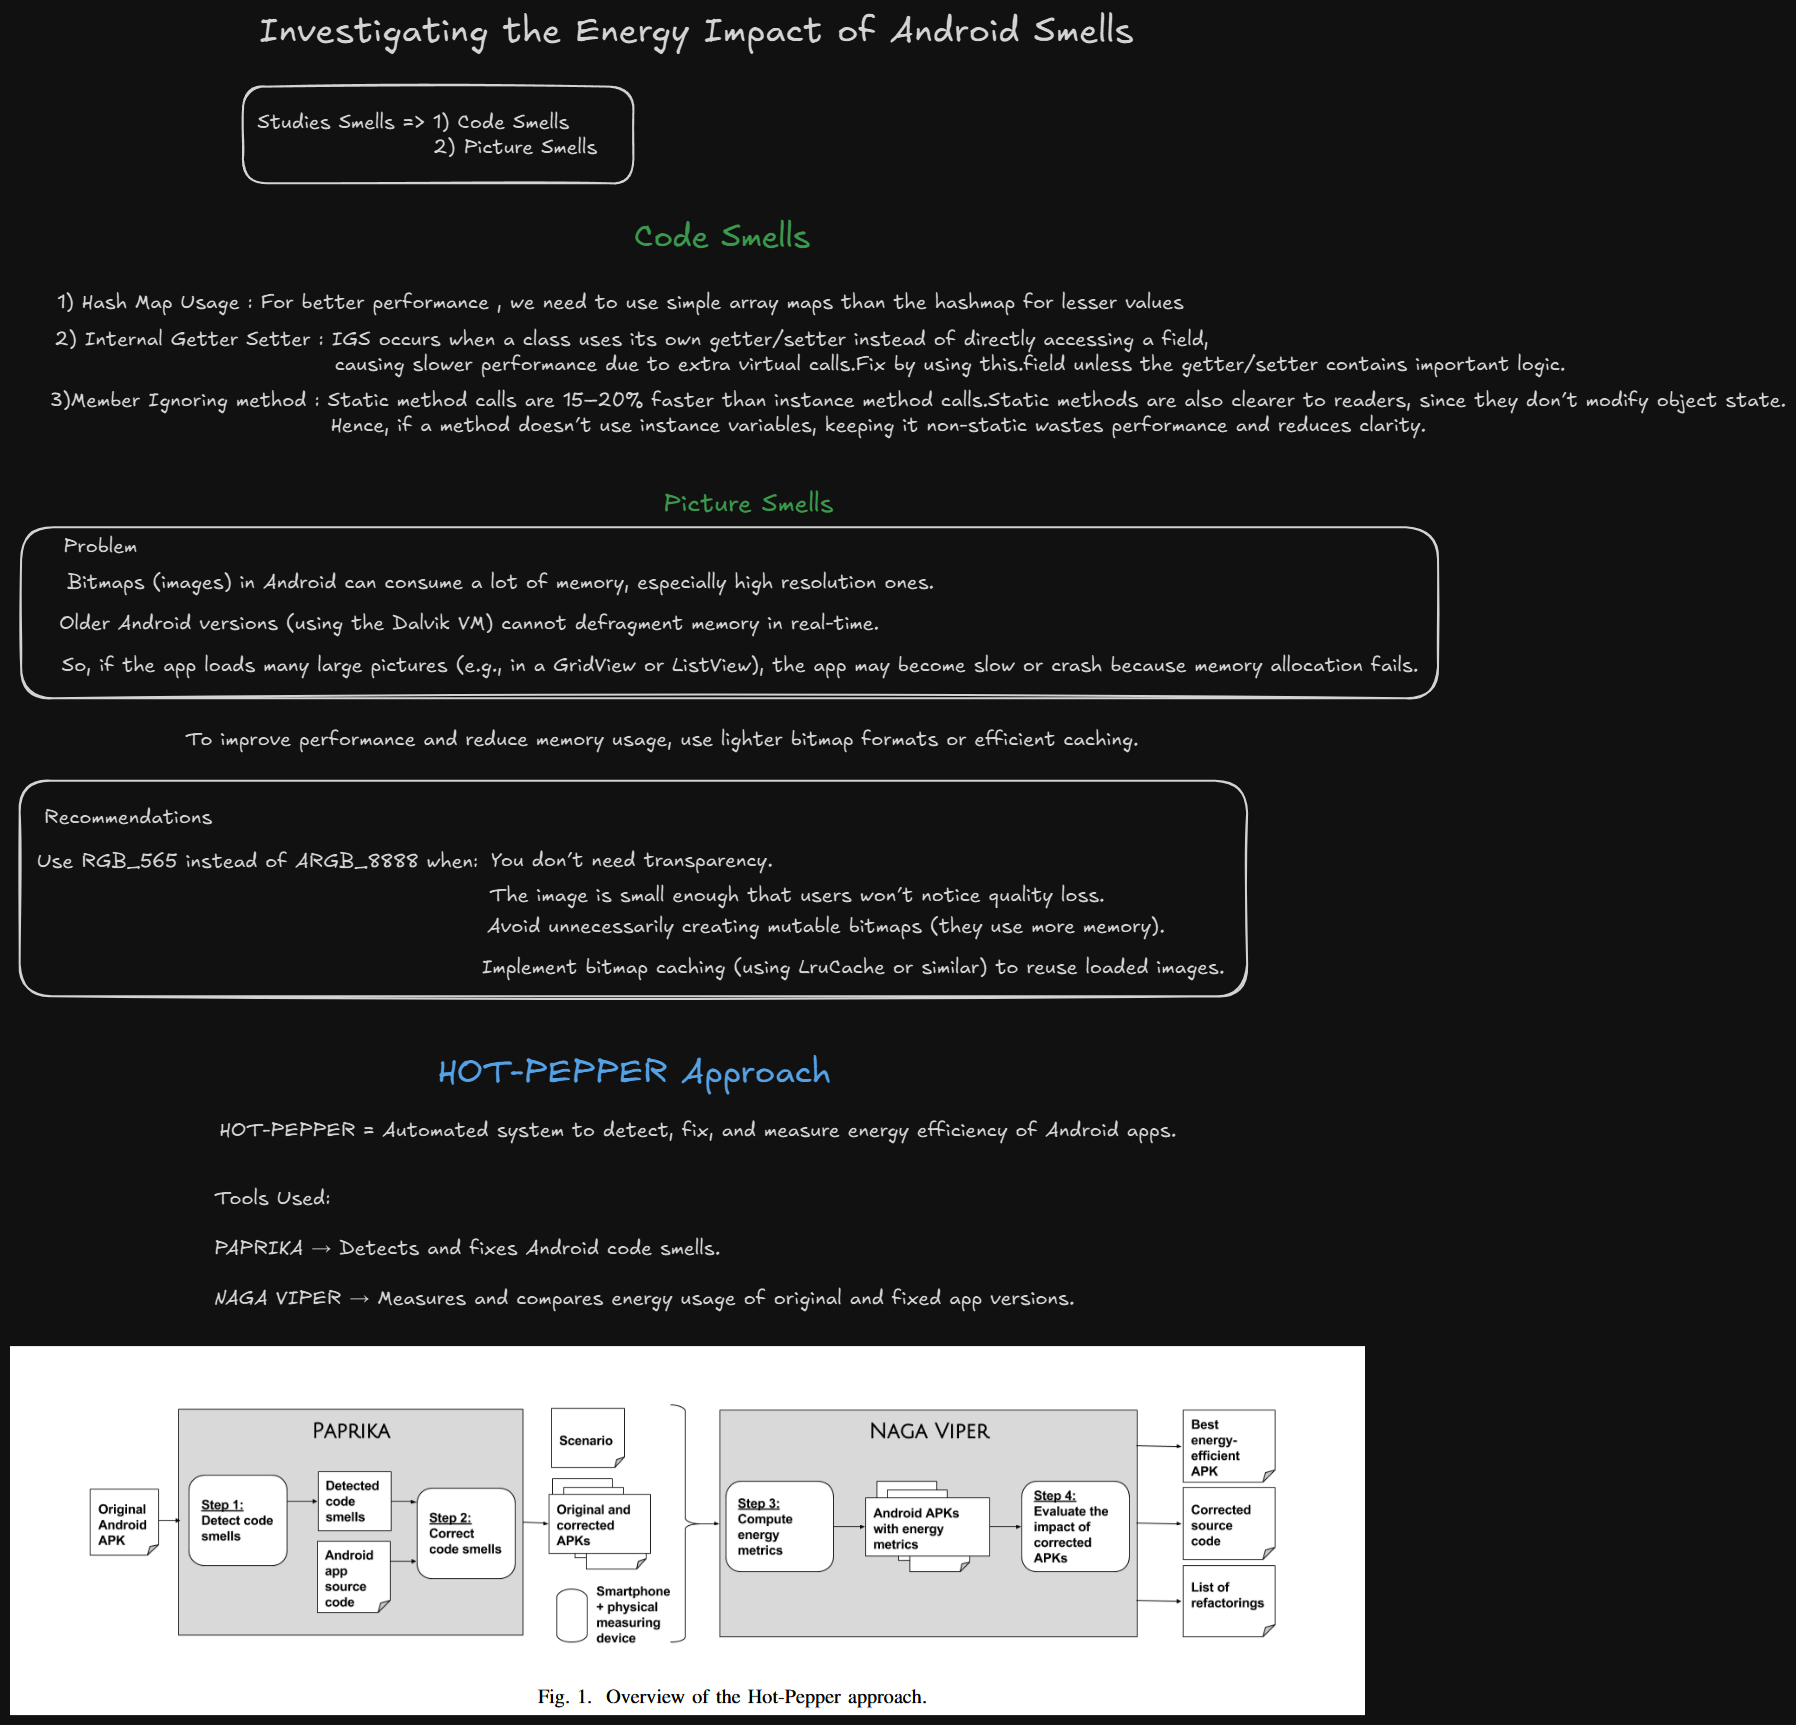 Investigating the Energy Impact of Android Smells
Studies Smells => 1) Code Smells
2) Picture Smells
Code Smells
1) Hash Map Usage : For better performance , we need to use simple array maps than the hashmap for lesser values
2) Internal Getter Setter : IGS occurs when a class uses its own getter/setter instead of directly accessing a field,
causing slower performance due to extra virtual calls.Fix by using this.field unless the getter/setter contains important logic.
3)Member Ignoring method : Static method calls are 15–20% faster than instance method calls.Static methods are also clearer to readers, since they don't modify object state.
Hence, if a method doesn't use instance variables, keeping it non-static wastes performance and reduces clarity.
Picture Smells
Problem
Bitmaps (images) in Android can consume a lot of memory, especially high resolution ones.
Older Android versions (using the Dalvik VM) cannot defragment memory in real-time.
So, if the app loads many large pictures (e.g., in a GridView or ListView), the app may become slow or crash because memory allocation fails.
To improve performance and reduce memory usage, use lighter bitmap formats or efficient caching.
Recommendations
Use RGB_565 instead of ARGB_8888 when: You don't need transparency.
The image is small enough that users won't notice quality loss.
Avoid unnecessarily creating mutable bitmaps (they use more memory).
Implement bitmap caching (using LruCache or similar) to reuse loaded images.
HOT-PEPPER Approach
HOT-PEPPER = Automated system to detect, fix, and measure energy efficiency of Android apps.
Tools Used:
PAPRIKA → Detects and fixes Android code smells.
NAGA VIPER → Measures and compares energy usage of original and fixed app versions.
Original
Android
APK
PAPRIKA
Step 1:
Detect code
smells
Detected
code
smells
Android
app
source
code
Step 2:
Correct
code smells
Scenario
Original and
corrected
APKs
Smartphone
+ physical
measuring
device
NAGA VIPER
Step 3:
Compute
energy
metrics
Android APKs
with energy
metrics
Step 4:
Evaluate the
impact of
corrected
APKs
Best
energy-
efficient
APK
Corrected
source
code
List of
refactorings
Fig. 1. Overview of the Hot-Pepper approach.